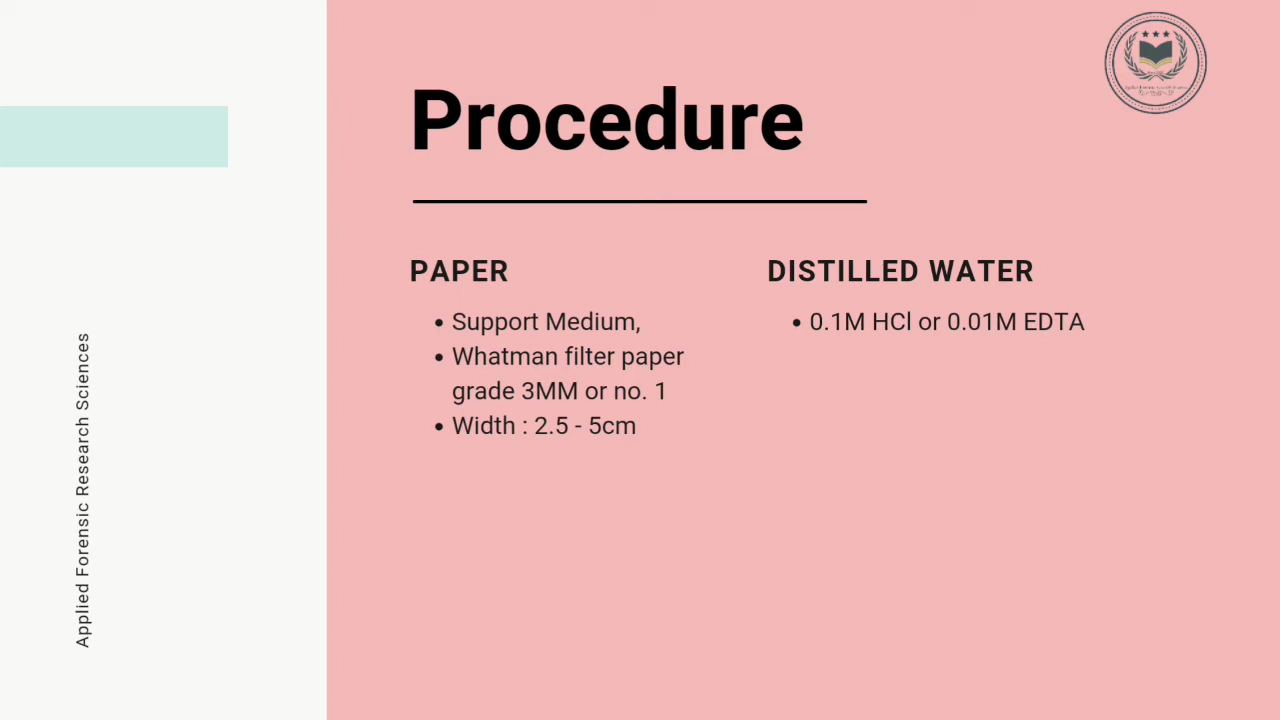 Procedure
PAPER
• Support Medium,
• Whatman filter paper
grade 3MM or no. 1
• Width : 2.5 - 5cm
DISTILLED WATER
• 0.1M HCl or 0.01M EDTA
Applied Forensic Research Sciences